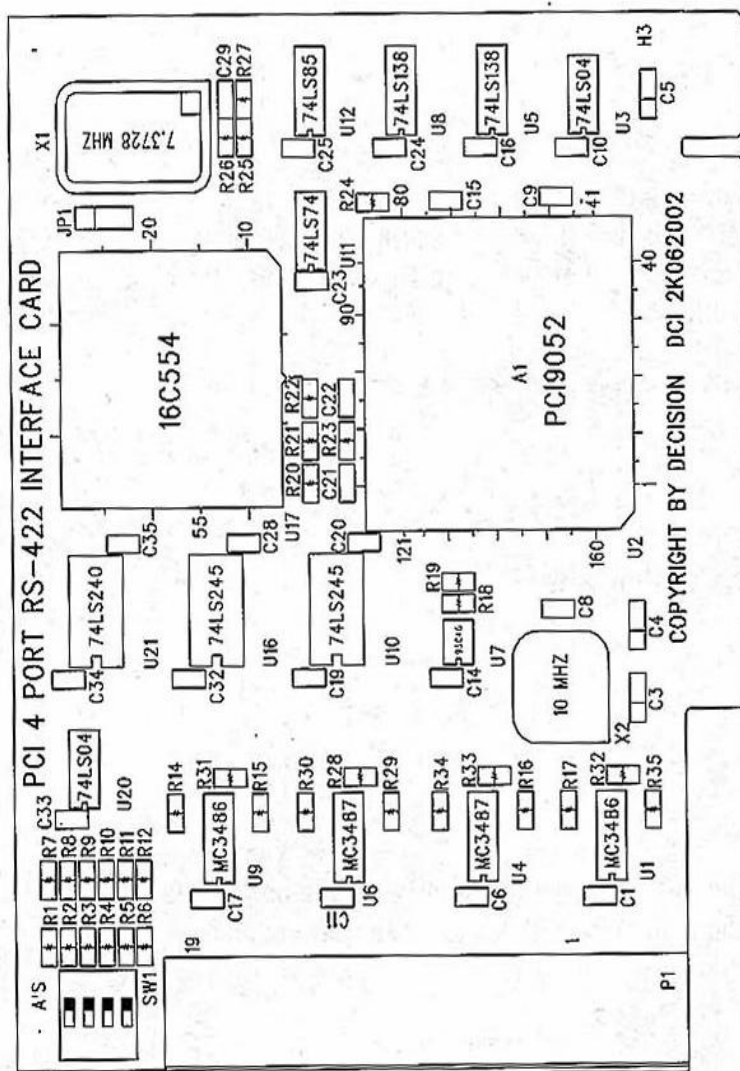 PCI 4 PORT RS-422 INTERFACE CARD
A'S
SW1
R1
R2
R3
R4
R5
R6
R7
R8
R9
R10
R11
R12
C33
74LS04
U20
C34
74LS240
C35
U21
55
16C554
20
10
JP1
X1
7.3728 MHZ
C29
R27
R26
R25
R14
R31
R15
MC3486
C17
U9
C32
74LS245
C28
U16
U17
R20
R21
R22
C21
R23
C22
C23
74LS74
U11
C25
74LS85
U12
19
R30
R28
R29
MC3487
C11
U6
C19
74LS245
C20
U10
121
90
R24
80
C24
74LS138
U8
R34
R33
R16
MC3487
C6
U4
C14
93C46
U7
R19
R18
A1
PCI9052
C15
C16
74LS138
U5
1
R17
R32
R35
MC3486
C1
U1
X2
10 MHZ
C8
160
U2
1
40
41
C9
C10
74LS04
U3
P1
C3
C4
C5
H3
COPYRIGHT BY DECISION DCI 2K062002